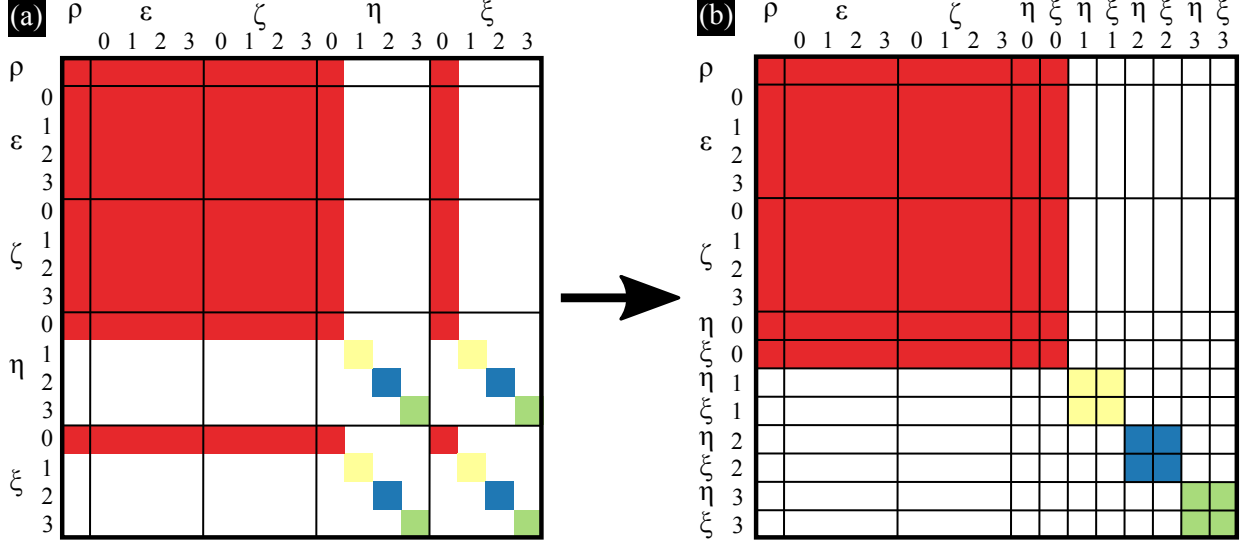 (a) ρ ε ζ η ξ
0 1 2 3 0 1 2 3 0 1 2 3 0 1 2 3
ρ
ε 0 1 2 3
ζ 0 1 2 3
η 0 1 2 3
ξ 0 1 2 3
(b) ρ ε ζ η ξ η ξ η ξ η ξ
0 1 2 3 0 1 2 3 0 0 1 1 2 2 3 3
ρ
ε 0 1 2 3
ζ 0 1 2 3
η 0
ξ 0
η 1
ξ 1
η 2
ξ 2
η 3
ξ 3